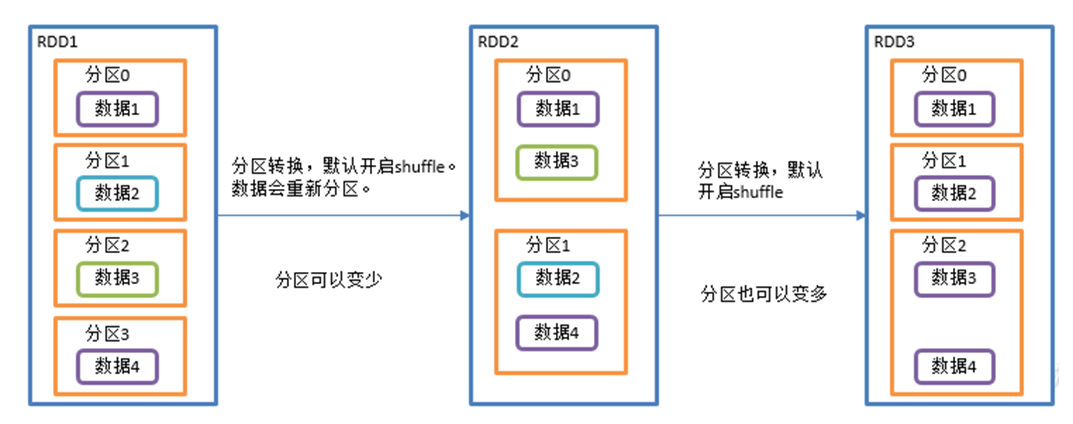 RDD1
分区0
数据1
分区1
数据2
分区2
数据3
分区3
数据4
分区转换，默认开启shuffle。
数据会重新分区。
分区可以变少
RDD2
分区0
数据1
数据3
分区1
数据2
数据4
分区转换，默认
开启shuffle
分区也可以变多
RDD3
分区0
数据1
分区1
数据2
分区2
数据3
数据4